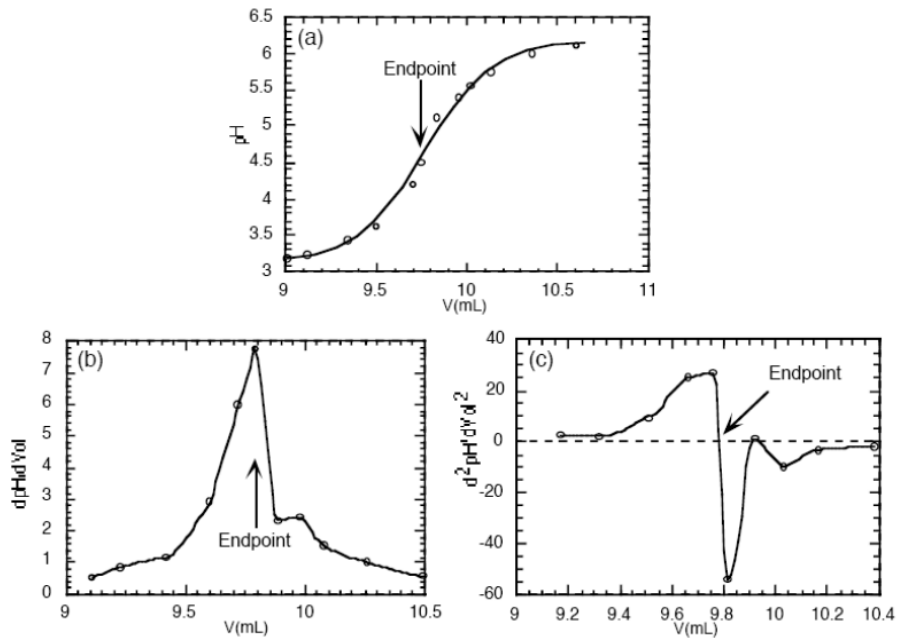 (a)
6.5
6
5.5
5
4.5
4
3.5
3
pH
Endpoint
9 9.5 10 10.5 11
V(mL)
(b)
8
7
6
5
4
3
2
1
0
dpH/dVol
Endpoint
9 9.5 10 10.5
V(mL)
(c)
40
20
0
-20
-40
-60
d²pH/dVol²
Endpoint
9 9.2 9.4 9.6 9.8 10 10.2 10.4
V(mL)